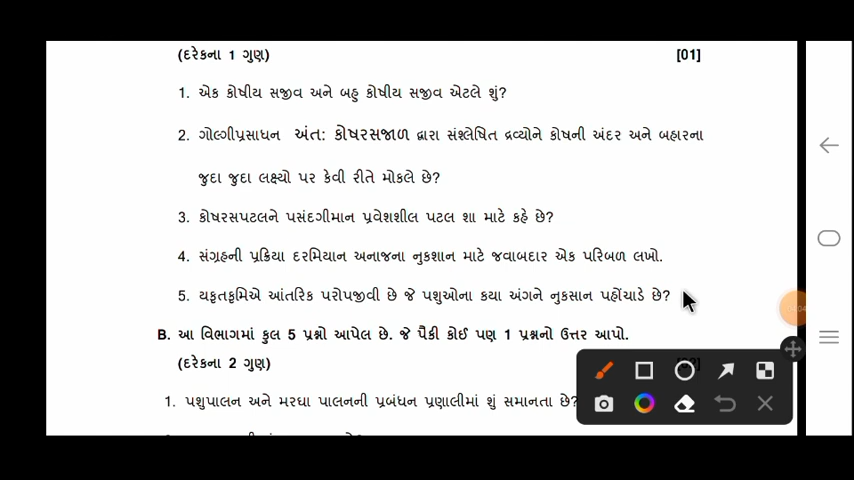 (દરેકના 1 ગુણ) [01]
1. એક કોષીય સજીવ અને બહુ કોષીય સજીવ એટલે શું?
2. ગોલ્ગીપ્રસાધન અંત: કોષરસજાળ દ્વારા સંશ્લેષિત દ્રવ્યોને કોષની અંદર અને બહારના
જુદા જુદા લક્ષ્યો પર કેવી રીતે મોકલે છે?
3. કોષરસપટલને પસંદગીમાન પ્રવેશશીલ પટલ શા માટે કહે છે?
4. સંગ્રહની પ્રક્રિયા દરમિયાન અનાજના નુકશાન માટે જવાબદાર એક પરિબળ લખો.
5. યકૃતકૃમિએ આંતરિક પરોપજીવી છે જે પશુઓના કયા અંગને નુકસાન પહોંચાડે છે?
B. આ વિભાગમાં કુલ 5 પ્રશ્નો આપેલ છે. જે પૈકી કોઈ પણ 1 પ્રશ્નનો ઉત્તર આપો.
(દરેકના 2 ગુણ)
1. પશુપાલન અને મરઘા પાલનની પ્રબંધન પ્રણાલીમાં શું સમાનતા છે?